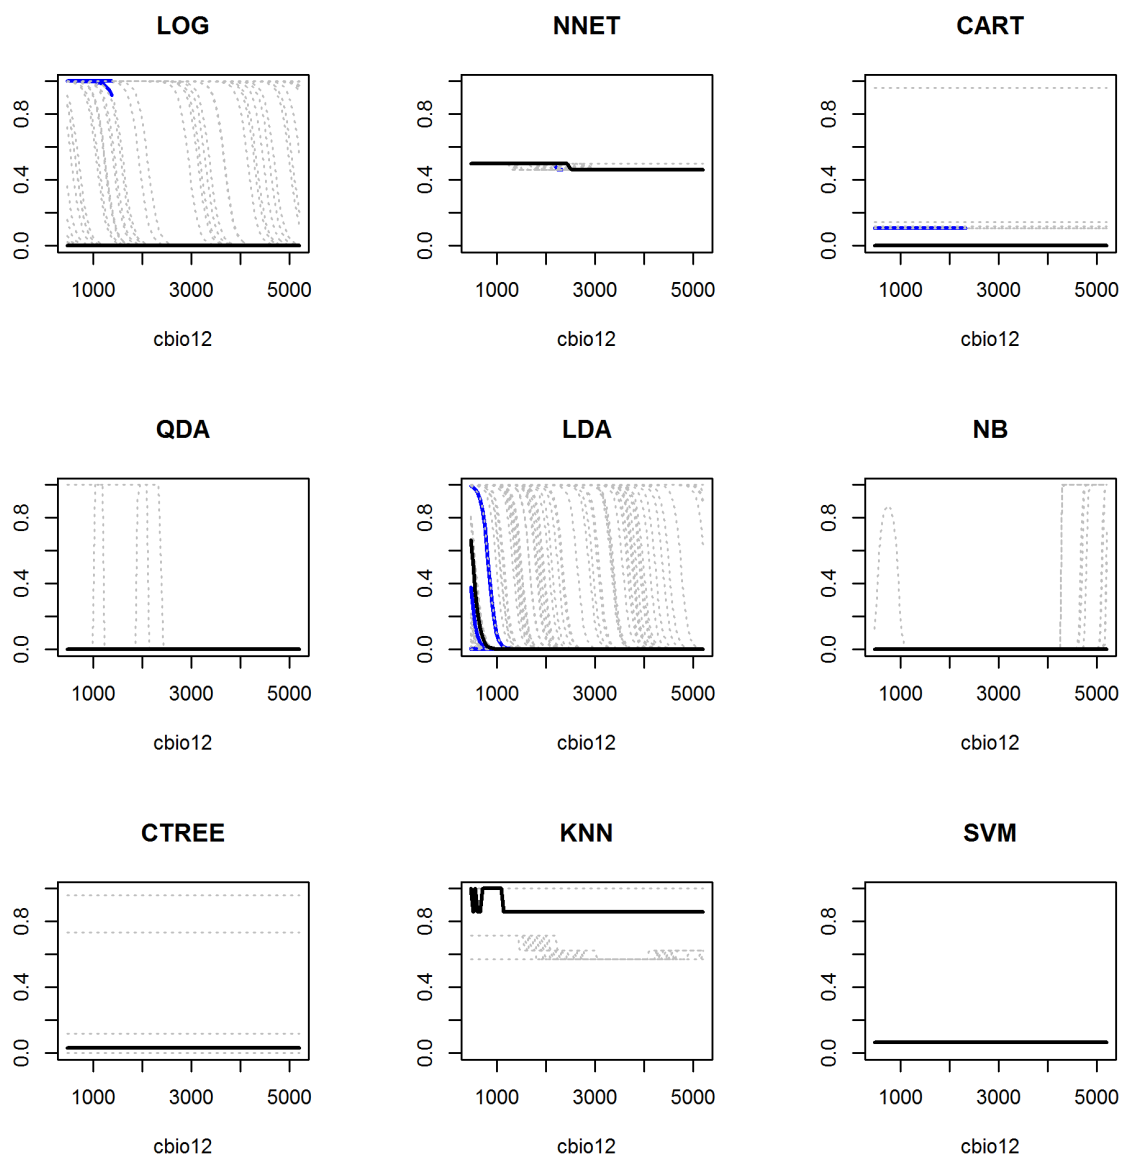 LOG NNET CART
0.8 0.8 0.8
0.4 0.4 0.4
0.0 0.0 0.0
1000 3000 5000 1000 3000 5000 1000 3000 5000
cbio12 cbio12 cbio12
QDA LDA NB
0.8 0.8 0.8
0.4 0.4 0.4
0.0 0.0 0.0
1000 3000 5000 1000 3000 5000 1000 3000 5000
cbio12 cbio12 cbio12
CTREE KNN SVM
0.8 0.8 0.8
0.4 0.4 0.4
0.0 0.0 0.0
1000 3000 5000 1000 3000 5000 1000 3000 5000
cbio12 cbio12 cbio12